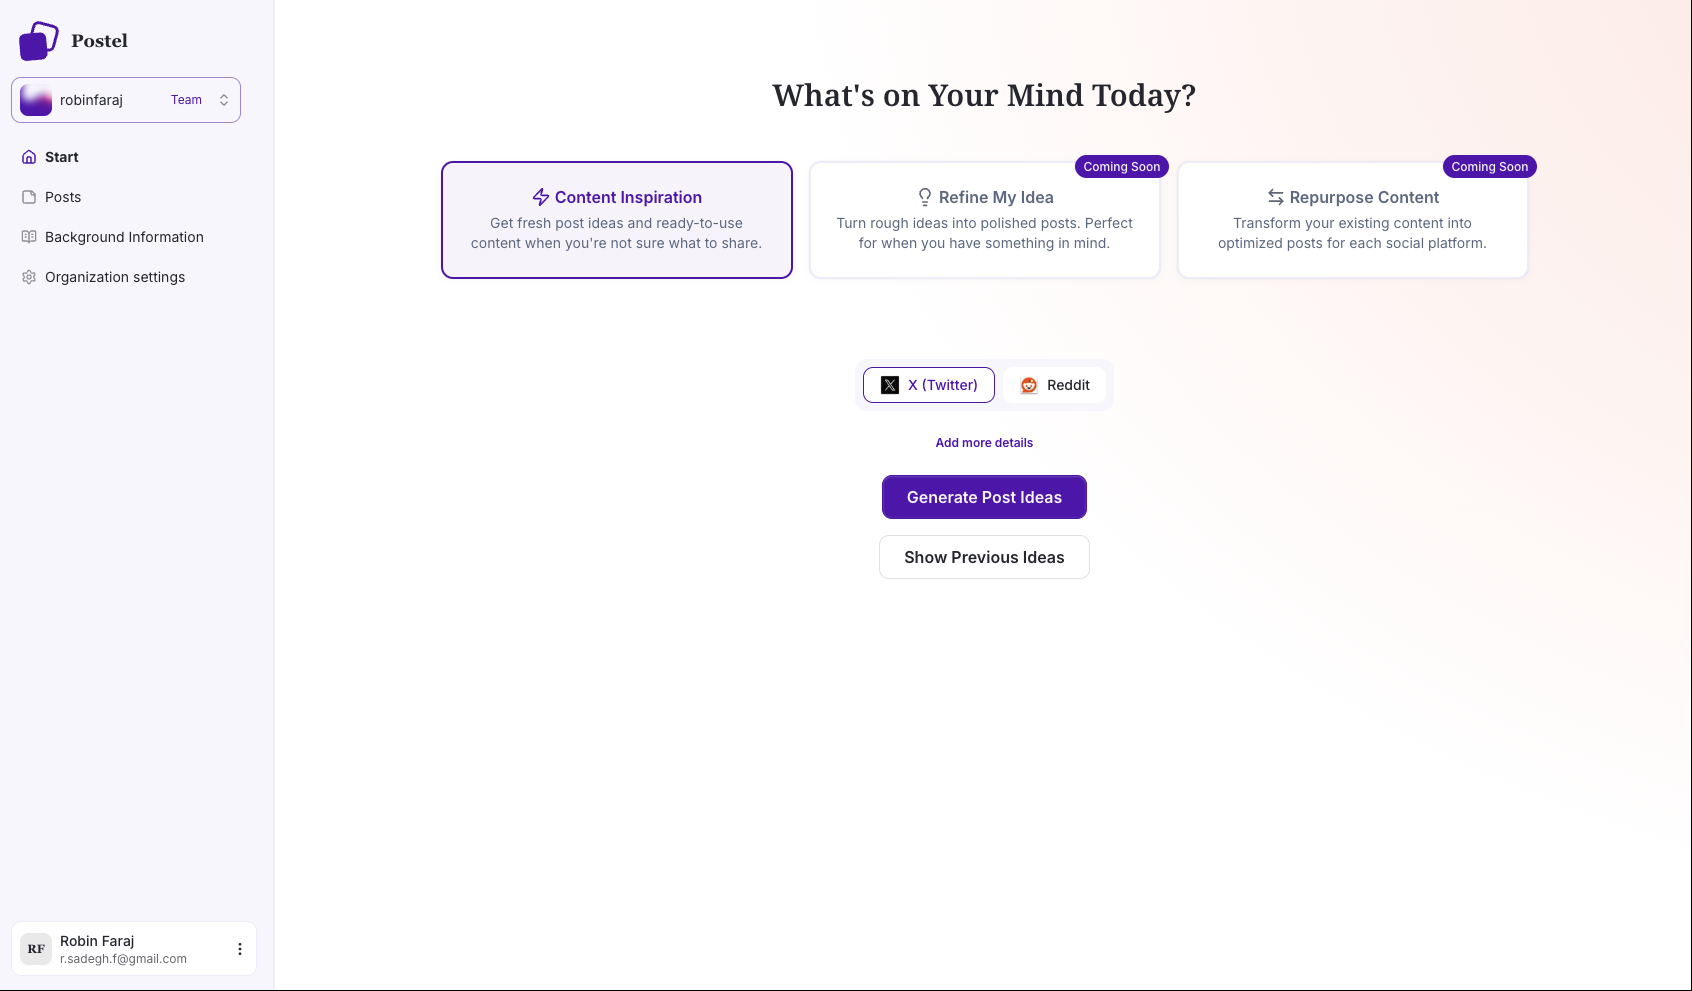 Postel
robinfaraj
Team
Start
Posts
Background Information
Organization settings
What's on Your Mind Today?
Content Inspiration
Get fresh post ideas and ready-to-use
content when you're not sure what to share.
Coming Soon
Refine My Idea
Turn rough ideas into polished posts. Perfect
for when you have something in mind.
Coming Soon
Repurpose Content
Transform your existing content into
optimized posts for each social platform.
X (Twitter)
Reddit
Add more details
Generate Post Ideas
Show Previous Ideas
RF
Robin Faraj
r.sadegh.f@gmail.com